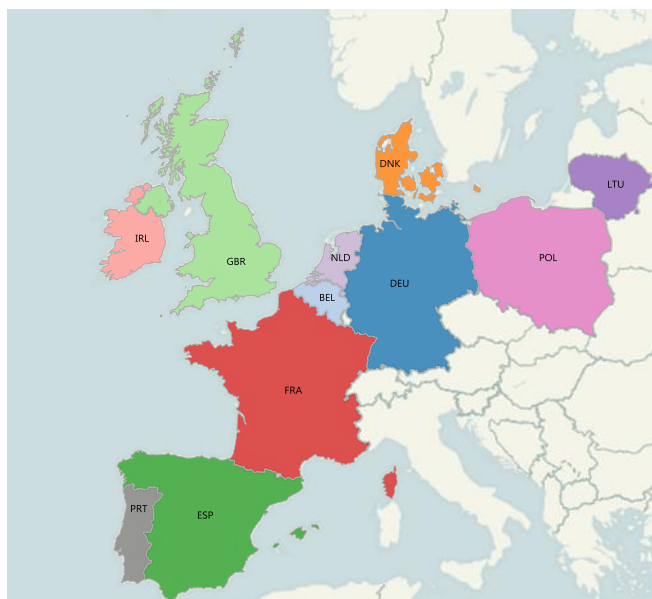 DNK
LTU
IRL
GBR
NLD
POL
DEU
BEL
FRA
PRT
ESP